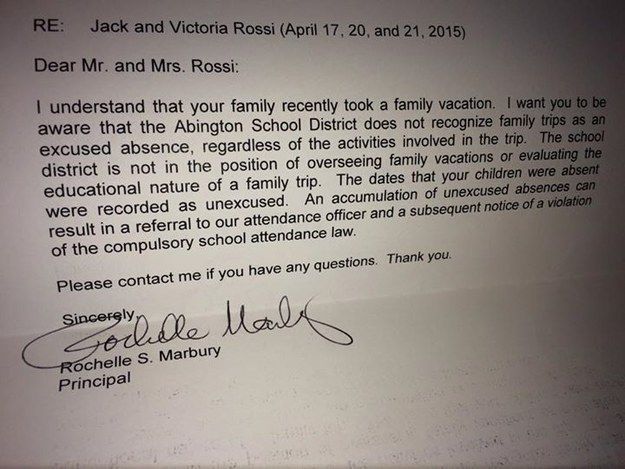 RE: Jack and Victoria Rossi (April 17, 20, and 21, 2015)
Dear Mr. and Mrs. Rossi:
I understand that your family recently took a family vacation. I want you to be
aware that the Abington School District does not recognize family trips as an
excused absence, regardless of the activities involved in the trip. The school
district is not in the position of overseeing family vacations or evaluating the
educational nature of a family trip. The dates that your children were absent
were recorded as unexcused. An accumulation of unexcused absences can
result in a referral to our attendance officer and a subsequent notice of a violation
of the compulsory school attendance law.
Please contact me if you have any questions. Thank you.
Sincerely,
Rochelle S. Marbury
Principal